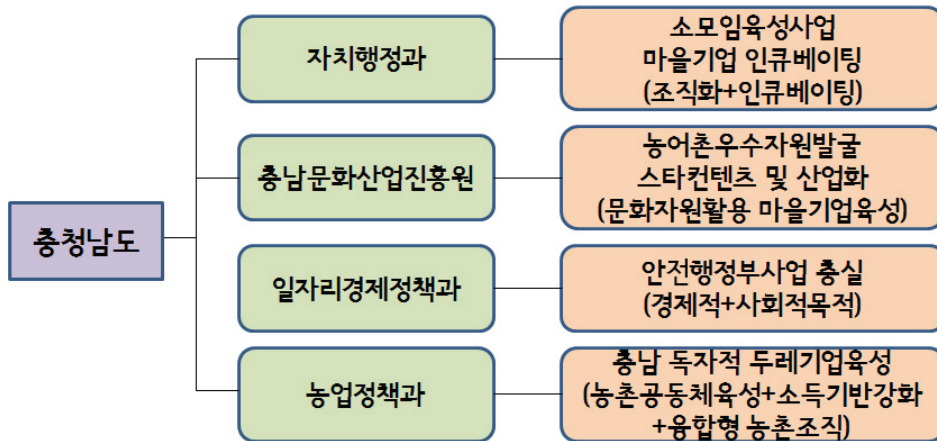 충청남도
자치행정과
소모임육성사업
마을기업 인큐베이팅
(조직화+인큐베이팅)
충남문화산업진흥원
농어촌우수자원발굴
스타컨텐츠 및 산업화
(문화자원활용 마을기업육성)
일자리경제정책과
안전행정부사업 충실
(경제적+사회적목적)
농업정책과
충남 독자적 두레기업육성
(농촌공동체육성+소득기반강화
+융합형 농촌조직)